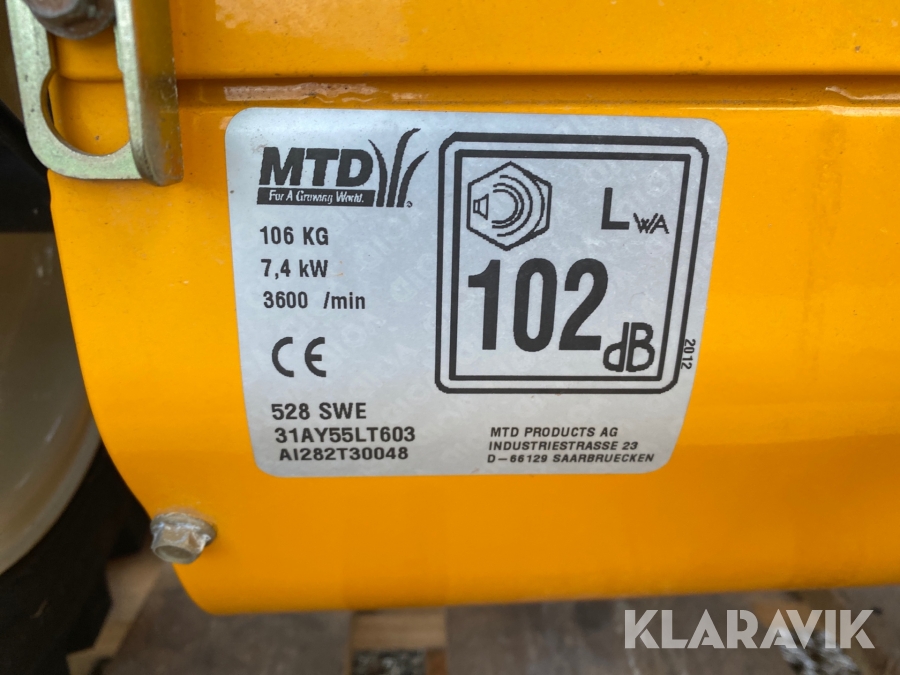 MTD
For A Growing World.
106 KG
7,4 kW
3600 /min
CE
528 SWE
31AY55LT603
AI282T30048
LWA
102
dB
2012
MTD PRODUCTS AG
INDUSTRIESTRASSE 23
D-66129 SAARBRUECKEN
KLARAVIK